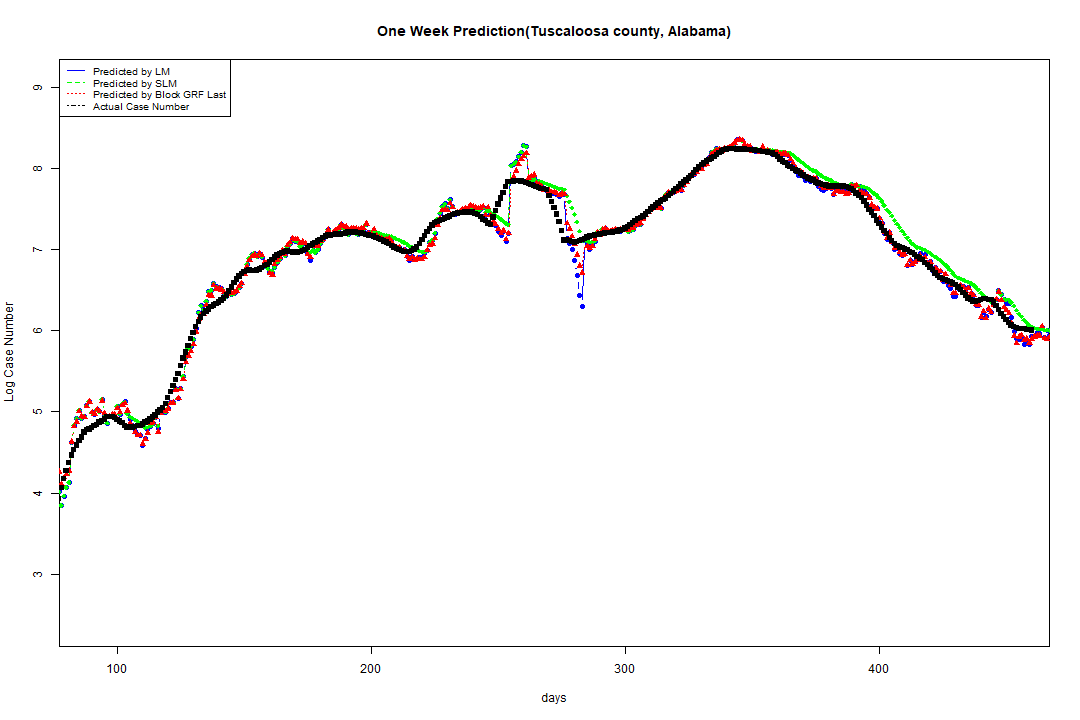 One Week Prediction(Tuscaloosa county, Alabama)
Predicted by LM
Predicted by SLM
Predicted by Block GRF Last
Actual Case Number
9
8
7
6
5
4
3
Log Case Number
100 200 300 400
days